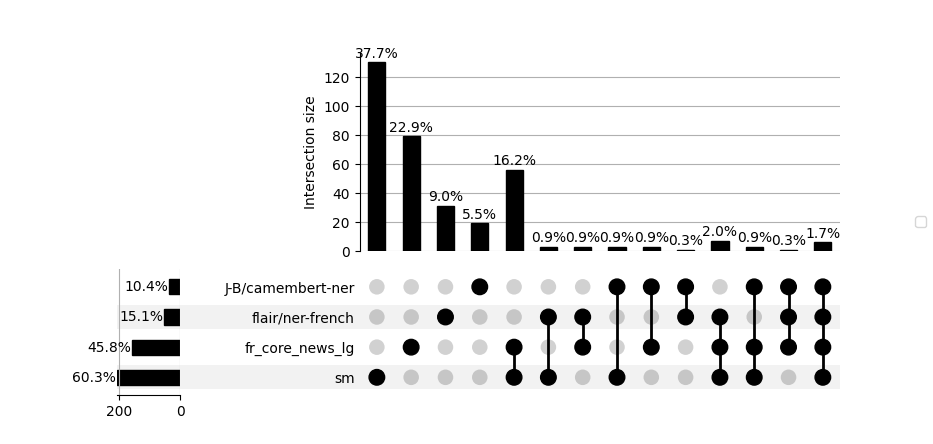 37.7%
120
22.9%
100
80
16.2%
60
9.0%
40
5.5%
2.0%
1.7%
20
0.9% 0.9% 0.9% 0.9% 0.3% 0.9% 0.3%
0
Intersection size
10.4% J-B/camembert-ner
15.1% flair/ner-french
45.8% fr_core_news_lg
60.3% sm
200 0